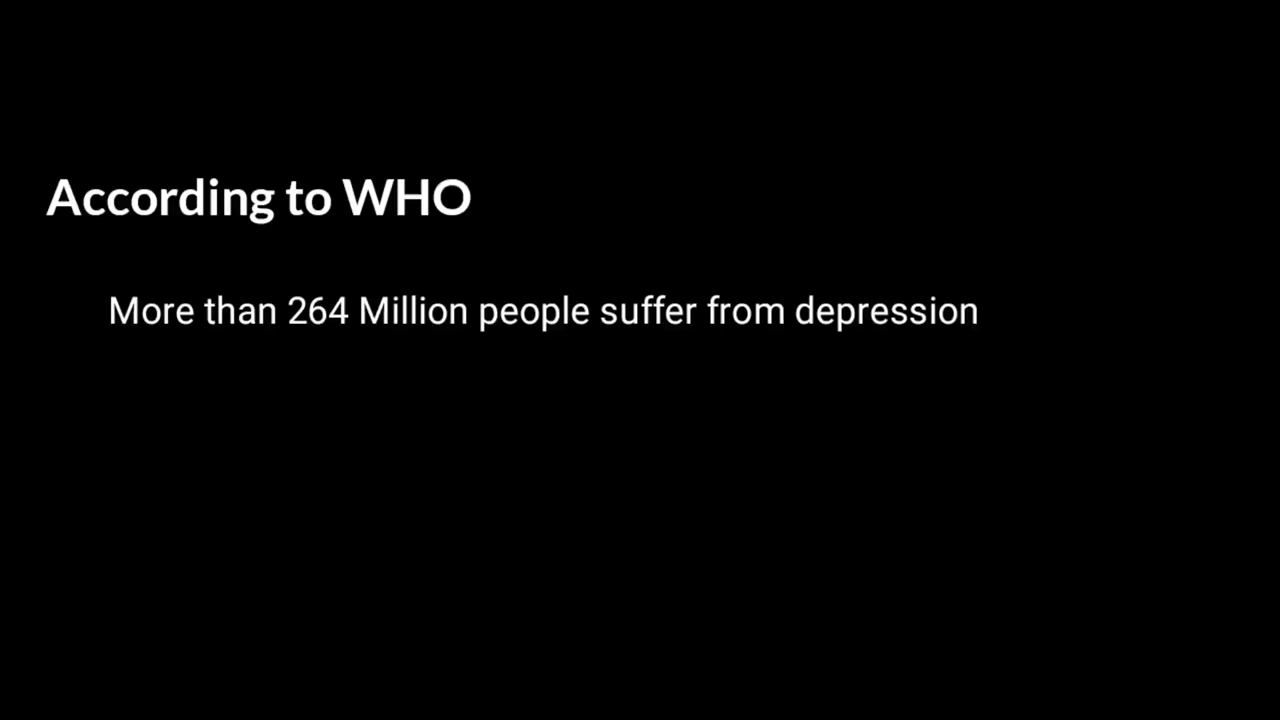 According to WHO
More than 264 Million people suffer from depression